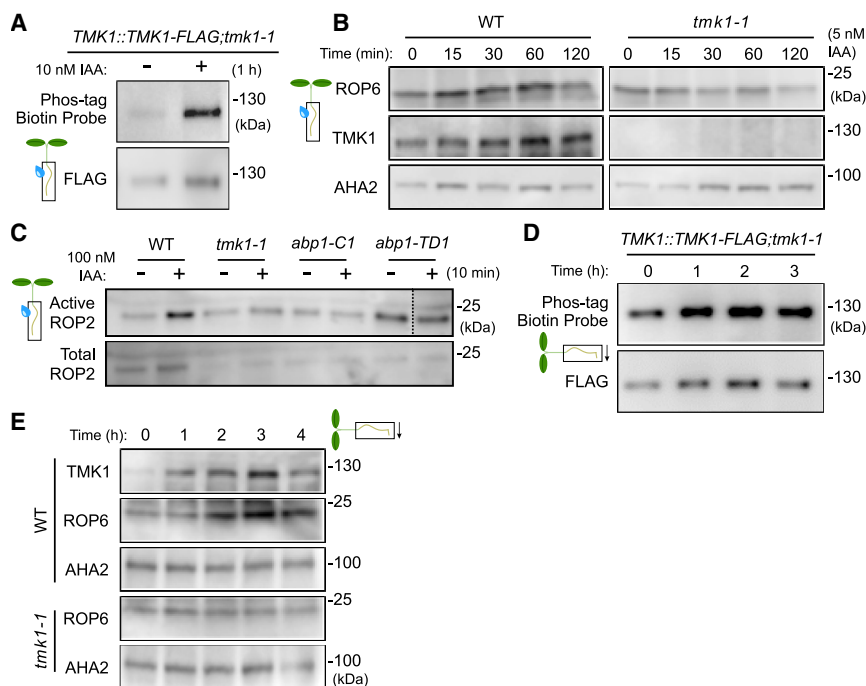 A
TMK1::TMK1-FLAG;tmk1-1
10 nM IAA: - + (1 h)
Phos-tag
Biotin Probe
-130
(kDa)
FLAG
-130
B
WT
tmk1-1
Time (min): 0 15 30 60 120 0 15 30 60 120
(5 nM
IAA)
ROP6
-25
(kDa)
TMK1
-130
AHA2
-100
C
WT tmk1-1 abp1-C1 abp1-TD1
100 nM
IAA: - + - + - + - + (10 min)
Active
ROP2
-25
(kDa)
Total
ROP2
-25
D
TMK1::TMK1-FLAG;tmk1-1
Time (h): 0 1 2 3
Phos-tag
Biotin Probe
-130
(kDa)
FLAG
-130
E
Time (h): 0 1 2 3 4
WT
TMK1
-130
ROP6
-25
AHA2
-100
tmk1-1
ROP6
-25
AHA2
-100
(kDa)